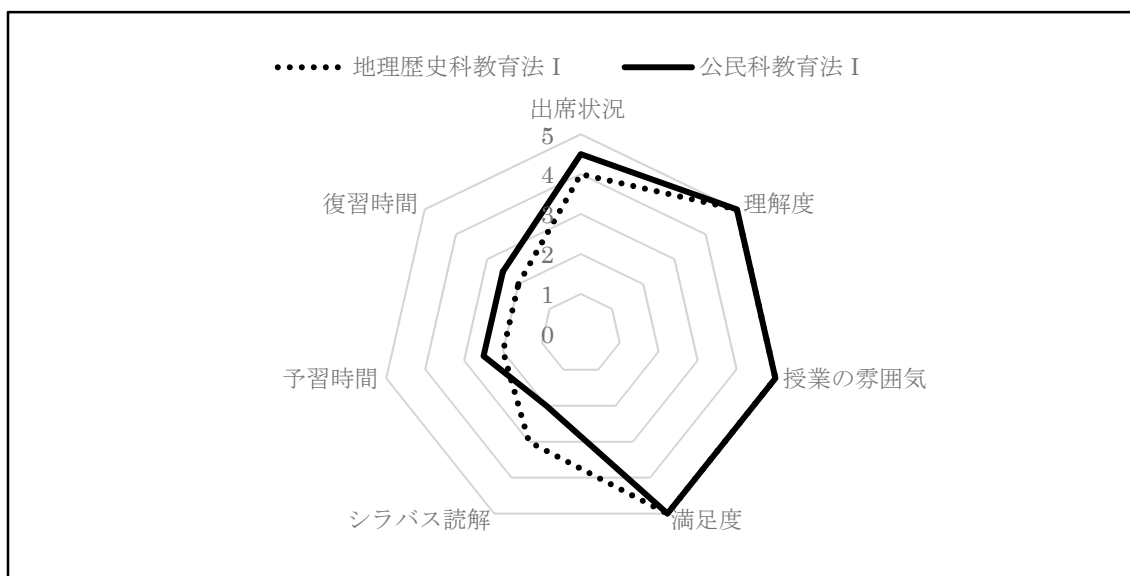 地理歴史科教育法 I 公民科教育法 I
出席状況
5
4
3
2
1
0
理解度
授業の雰囲気
満足度
シラバス読解
予習時間
復習時間